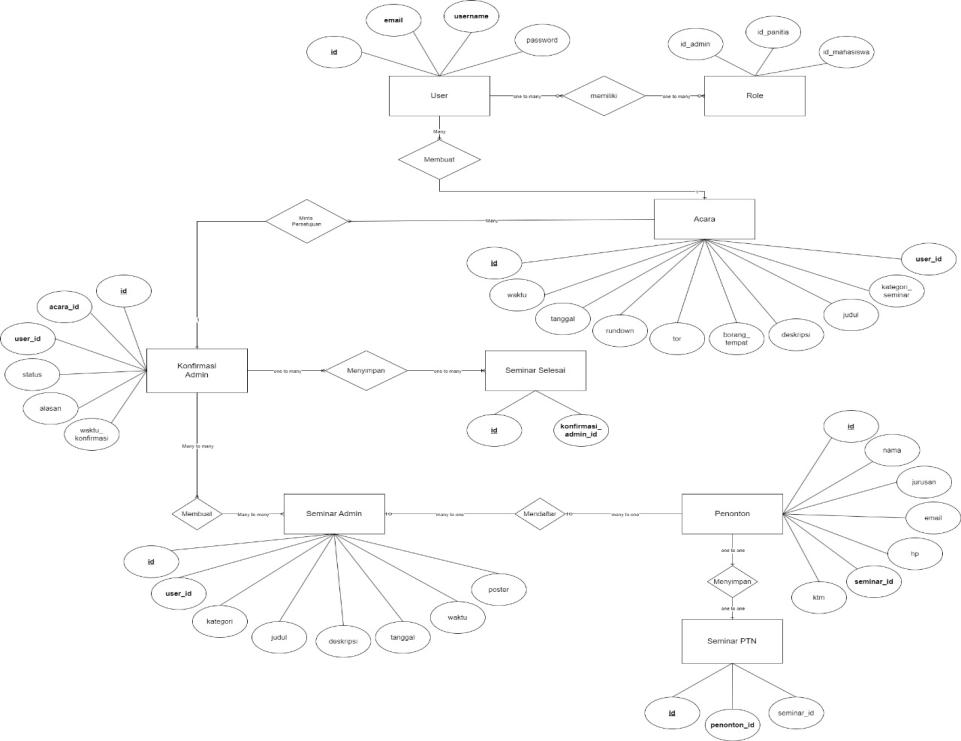 username
email
id
password
id_panitia
id_admin
id_mahasiswa
User
one to many
memiliki
one to many
Role
Many
Membuat
1
Acara
Many
Minta
Persetujuan
id
user_id
waktu
kategori_
seminar
tanggal
judul
rundown
tor
borang_
tempat
deskripsi
1
id
acara_id
user_id
status
alasan
waktu_
konfirmasi
Konfirmasi
Admin
one to many
Menyimpan
one to many
Seminar Selesai
id
konfirmasi_
admin_id
Many to many
Membuat
Many to many
Seminar Admin
many to one
Mendaftar
many to one
Penonton
id
nama
jurusan
email
hp
seminar_id
ktm
id
user_id
kategori
judul
deskripsi
tanggal
waktu
poster
one to one
Menyimpan
one to one
Seminar PTN
id
penonton_id
seminar_id